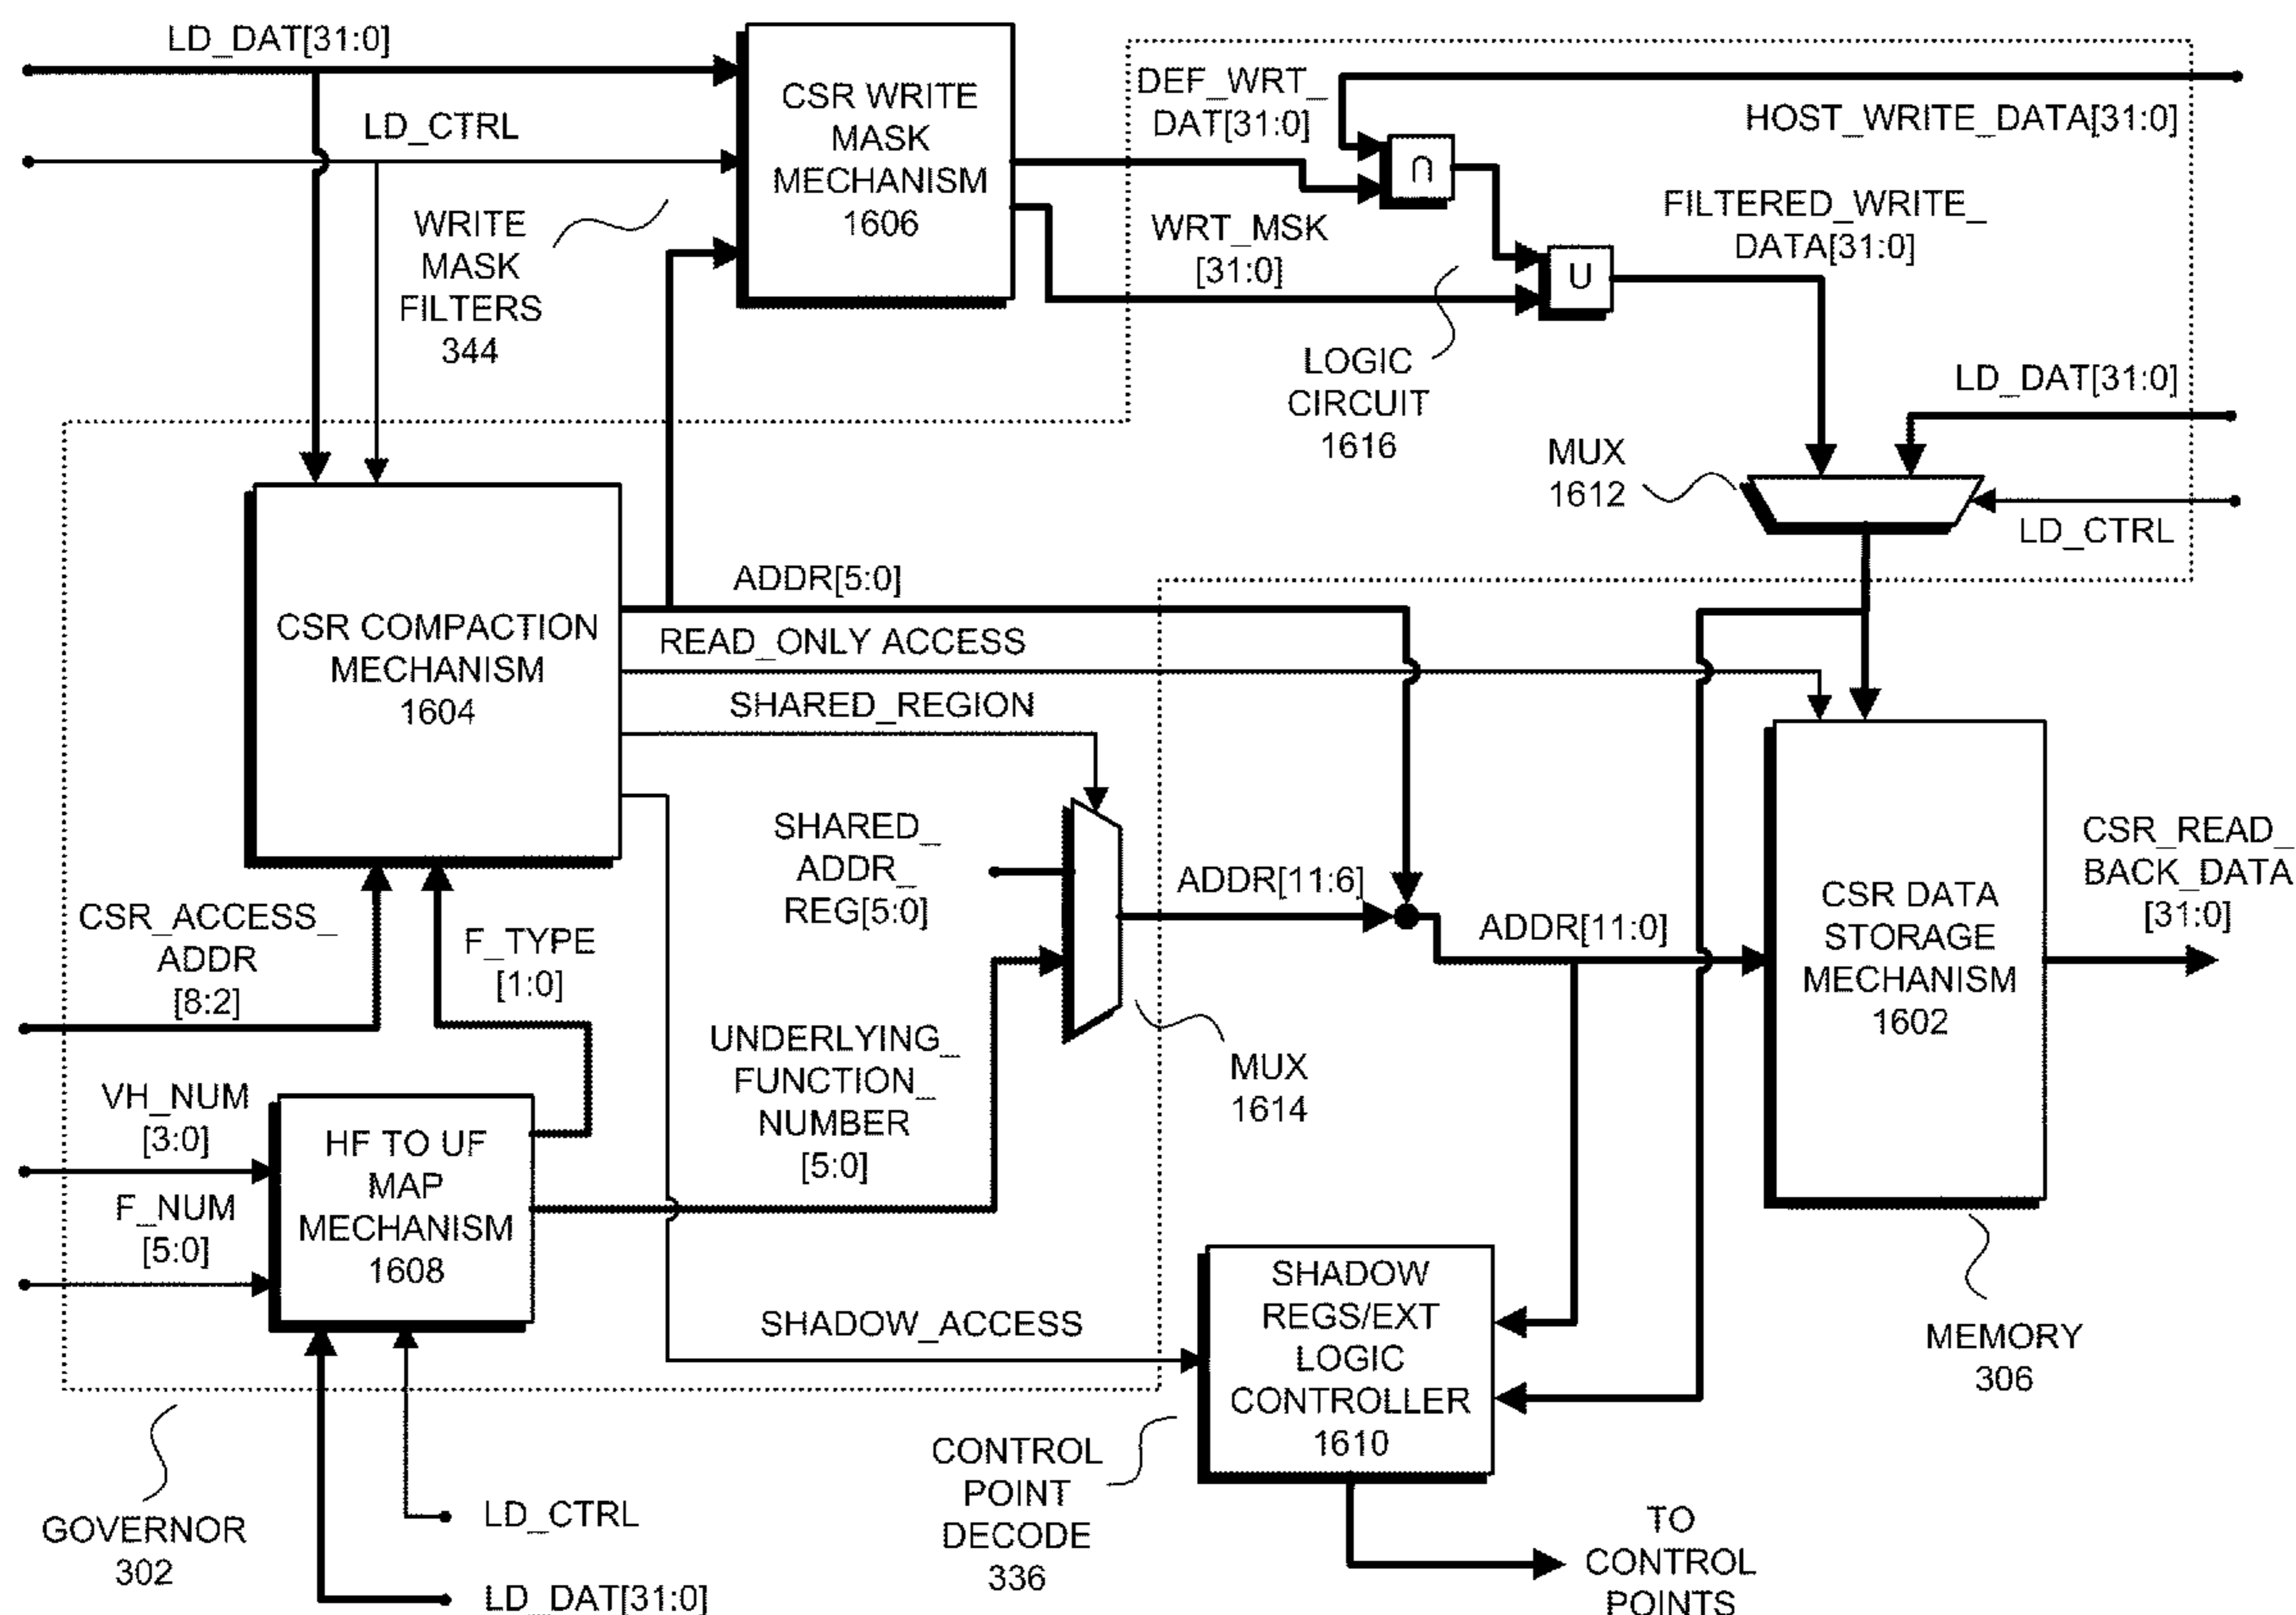 LD_DAT[31:0]
LD_CTRL
WRITE
MASK
FILTERS
344
CSR WRITE
MASK
MECHANISM
1606
DEF_WRT_
DAT[31:0]
WRT_MSK
[31:0]
∩
U
HOST_WRITE_DATA[31:0]
FILTERED_WRITE_
DATA[31:0]
LOGIC
CIRCUIT
1616
LD_DAT[31:0]
MUX
1612
LD_CTRL
CSR COMPACTION
MECHANISM
1604
ADDR[5:0]
READ_ONLY ACCESS
SHARED_REGION
SHARED_
ADDR_
REG[5:0]
ADDR[11:6]
ADDR[11:0]
CSR DATA
STORAGE
MECHANISM
1602
CSR_READ_
BACK_DATA
[31:0]
CSR_ACCESS_
ADDR
[8:2]
F_TYPE
[1:0]
UNDERLYING_
FUNCTION_
NUMBER
[5:0]
MUX
1614
VH_NUM
[3:0]
F_NUM
[5:0]
HF TO UF
MAP
MECHANISM
1608
SHADOW_ACCESS
SHADOW
REGS/EXT
LOGIC
CONTROLLER
1610
MEMORY
306
GOVERNOR
302
LD_CTRL
LD_DAT[31:0]
CONTROL
POINT
DECODE
336
TO
CONTROL
POINTS